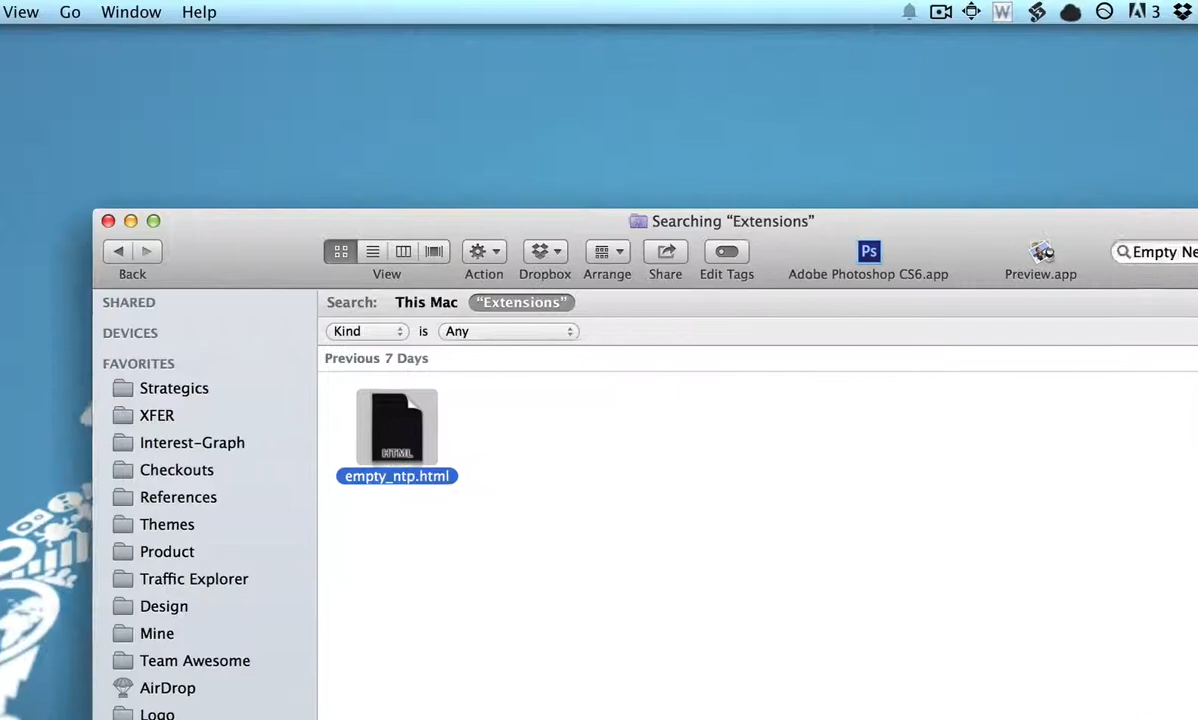 View Go Window Help
W 3
Searching “Extensions”
Back View Action Dropbox Arrange Share Edit Tags Ps Adobe Photoshop CS6.app Preview.app Empty Ne
SHARED
DEVICES
FAVORITES
Strategics
XFER
Interest-Graph
Checkouts
References
Themes
Product
Traffic Explorer
Design
Mine
Team Awesome
AirDrop
Logo
Search: This Mac “Extensions”
Kind is Any
Previous 7 Days
HTML
empty_ntp.html